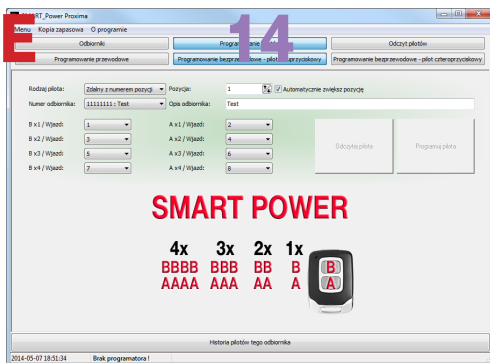 SMART_Power Proxima
E 14
Menu Kopia zapasowa O programie
Odbiorniki Programowanie pilotów Odczyt pilotów
Programowanie przewodowe Programowanie bezprzewodowe - pilot dwuprzyciskowy Programowanie bezprzewodowe - pilot czteroprzyciskowy
Rodzaj pilota: Zdalny z numerem pozycji Pozycja: 1 Automatycznie zwiększ pozycję
Numer odbiornika: 11111111 : Test Opis odbiornika: Test
B x1 / Wjazd: 1 A x1 / Wjazd: 2
B x2 / Wjazd: 3 A x2 / Wjazd: 4
B x3 / Wjazd: 5 A x3 / Wjazd: 6
B x4 / Wjazd: 7 A x4 / Wjazd: 8
Odczytaj pilota Programuj pilota
SMART POWER
4x 3x 2x 1x
BBBB BBB BB B B
AAAA AAA AA A A
Historia pilotów tego odbiornika
2014-05-07 18:51:34 Brak programatora !